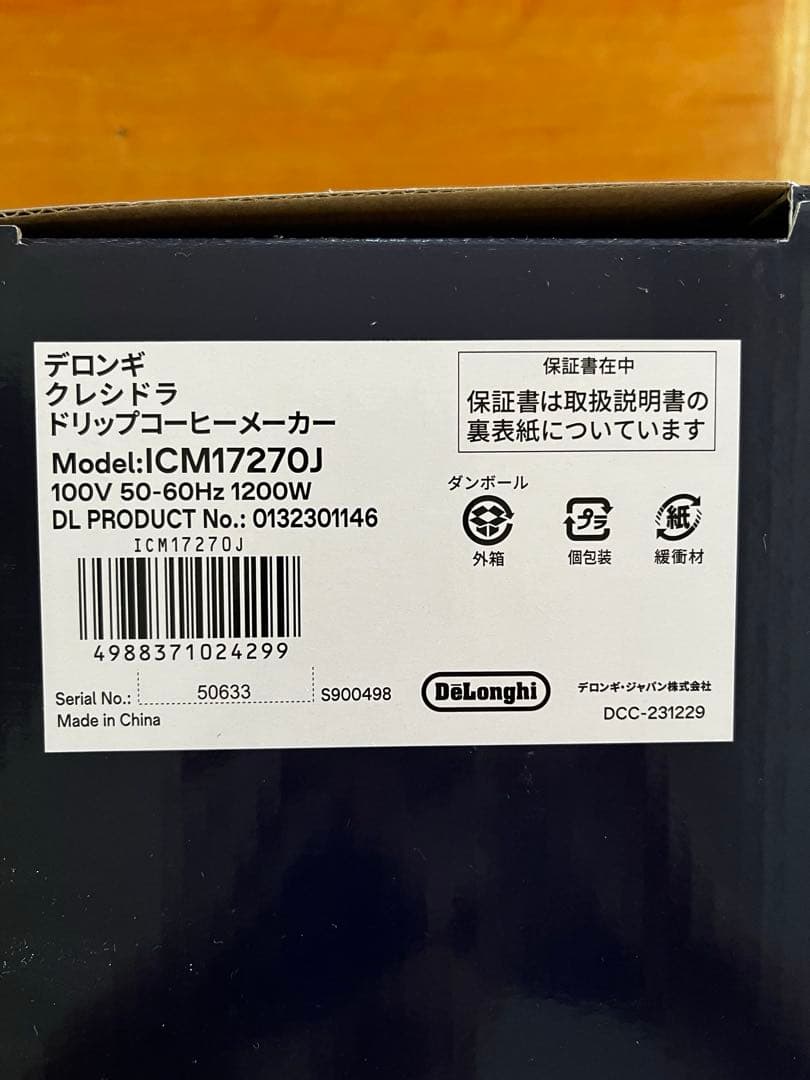 デロンギ
クレシドラ
ドリップコーヒーメーカー
Model:ICM17270J
100V 50-60Hz 1200W
DL PRODUCT No.: 0132301146
ICM17270J
4988371024299
Serial No.: 50633 S900498
Made in China
保証書在中
保証書は取扱説明書の
裏表紙についています
ダンボール
外箱
プラ
個包装
紙
緩衝材
DēLonghi
デロンギ・ジャパン株式会社
DCC-231229